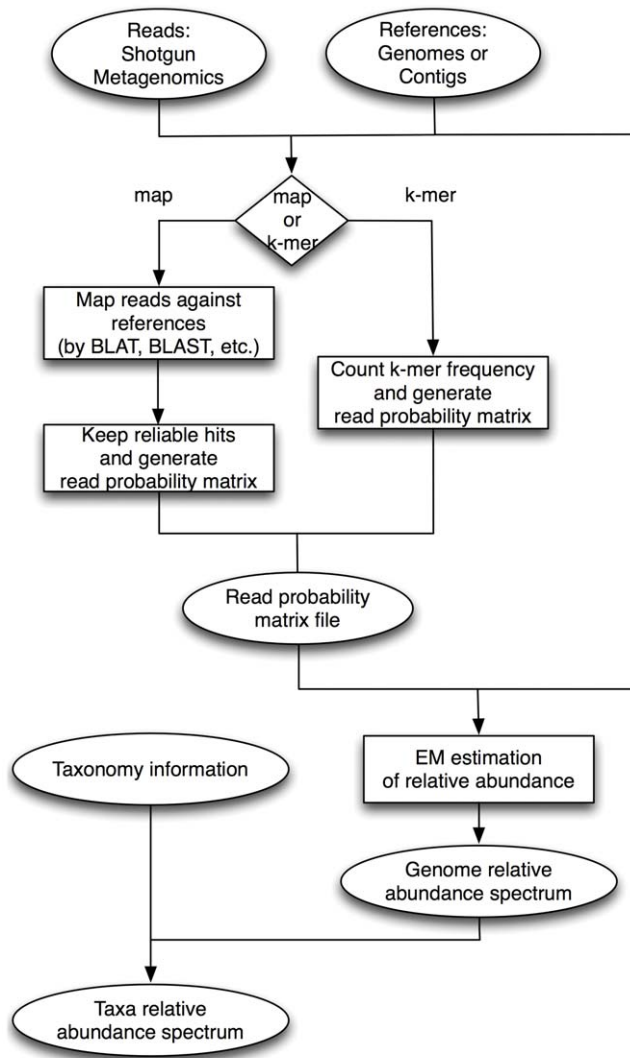 Reads:
Shotgun
Metagenomics
References:
Genomes or
Contigs
map
map
or
k-mer
k-mer
Map reads against
references
(by BLAT, BLAST, etc.)
Count k-mer frequency
and generate
read probability matrix
Keep reliable hits
and generate
read probability matrix
Read probability
matrix file
Taxonomy information
EM estimation
of relative abundance
Genome relative
abundance spectrum
Taxa relative
abundance spectrum